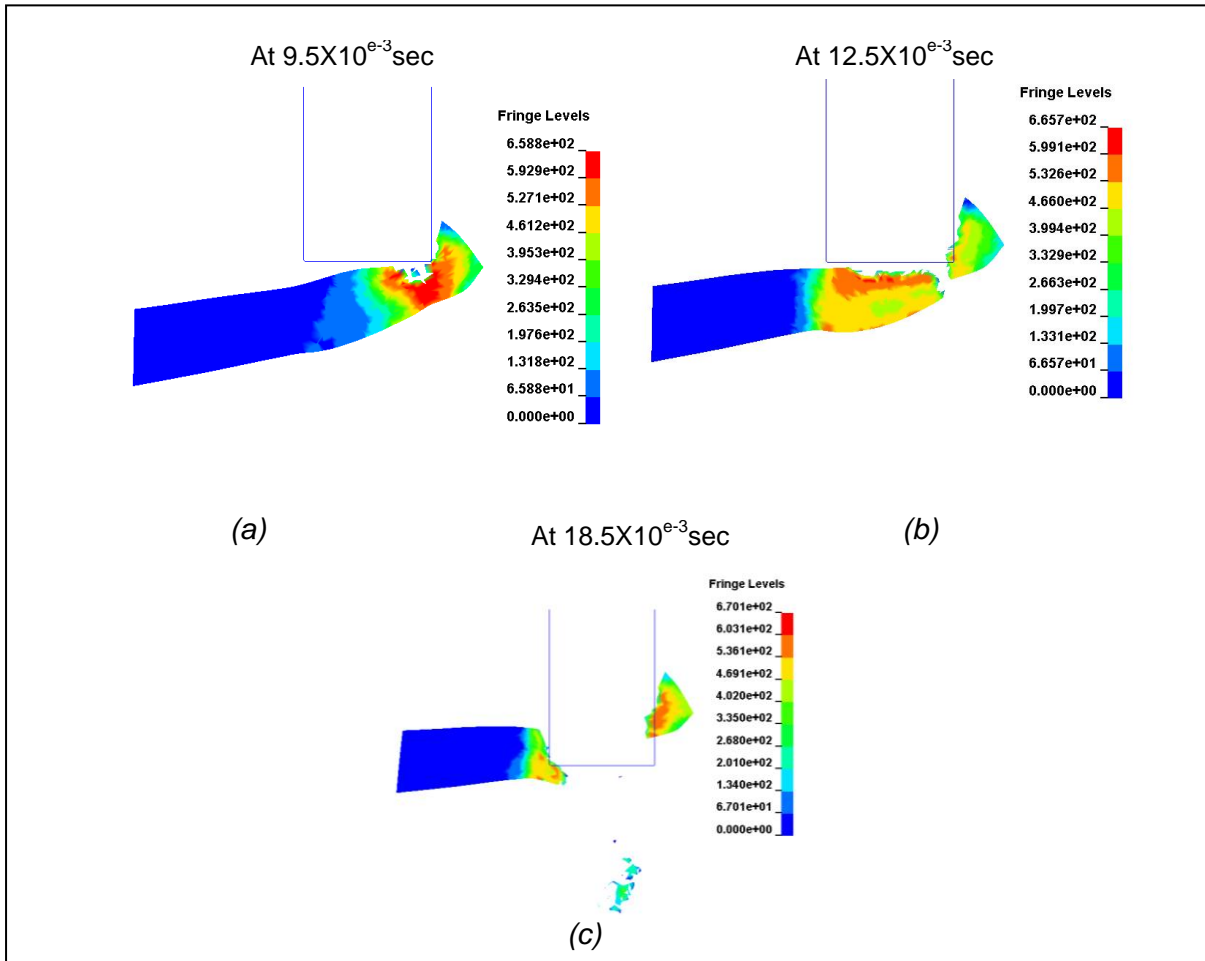 At 9.5X10e-3sec
Fringe Levels
6.588e+02
5.929e+02
5.271e+02
4.612e+02
3.953e+02
3.294e+02
2.635e+02
1.976e+02
1.318e+02
6.588e+01
0.000e+00
(a)
At 12.5X10e-3sec
Fringe Levels
6.657e+02
5.991e+02
5.326e+02
4.660e+02
3.994e+02
3.329e+02
2.663e+02
1.997e+02
1.331e+02
6.657e+01
0.000e+00
(b)
At 18.5X10e-3sec
Fringe Levels
6.701e+02
6.031e+02
5.361e+02
4.691e+02
4.020e+02
3.350e+02
2.680e+02
2.010e+02
1.340e+02
6.701e+01
0.000e+00
(c)